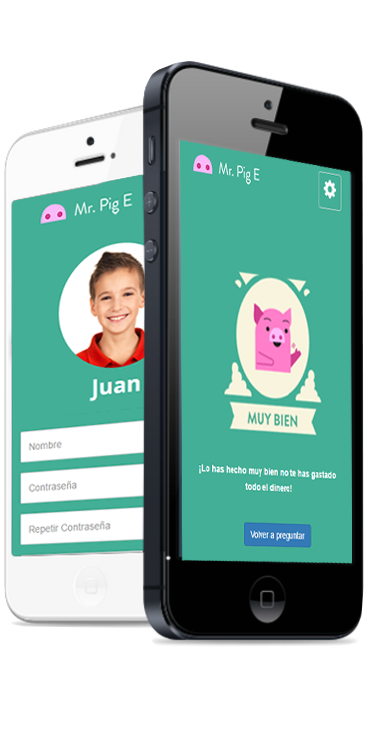 Mr. Pig E
Juan
Nombre
Contraseña
Repetir Contraseña
Mr. Pig E
MUY BIEN
¡Lo has hecho muy bien no te has gastado
todo el dinero!
Volver a preguntar